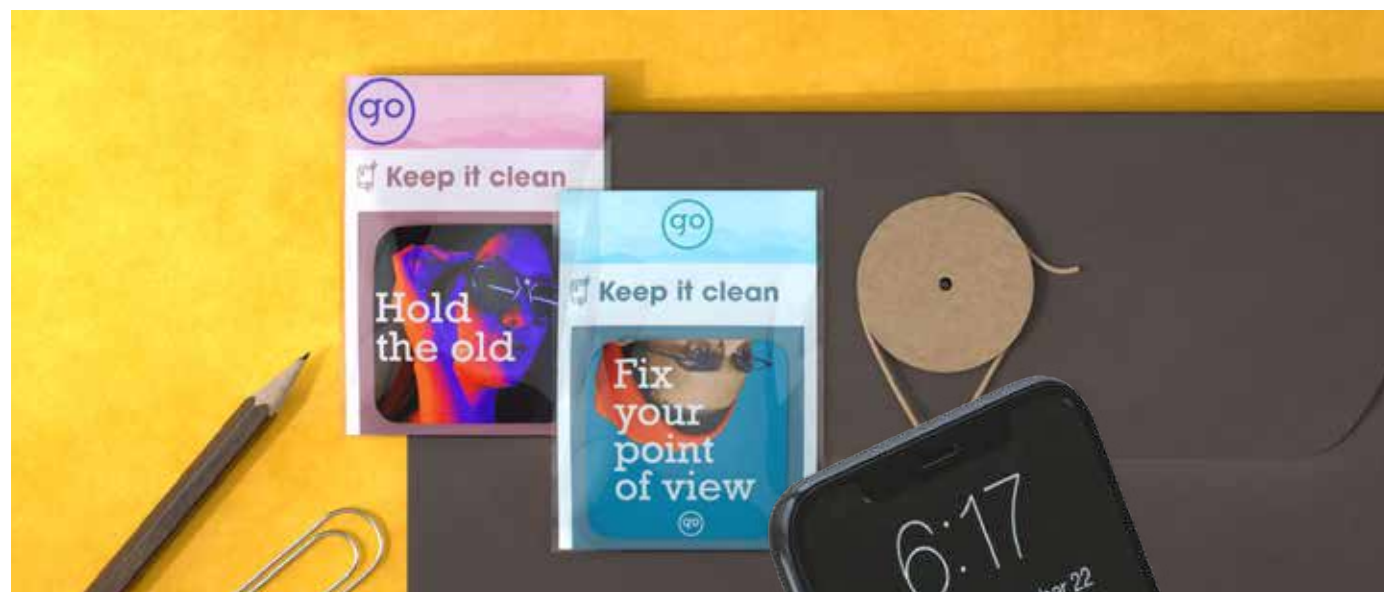 go
Keep it clean
Hold
the old
go
Keep it clean
Fix
your
point
of view
go
6:17
22